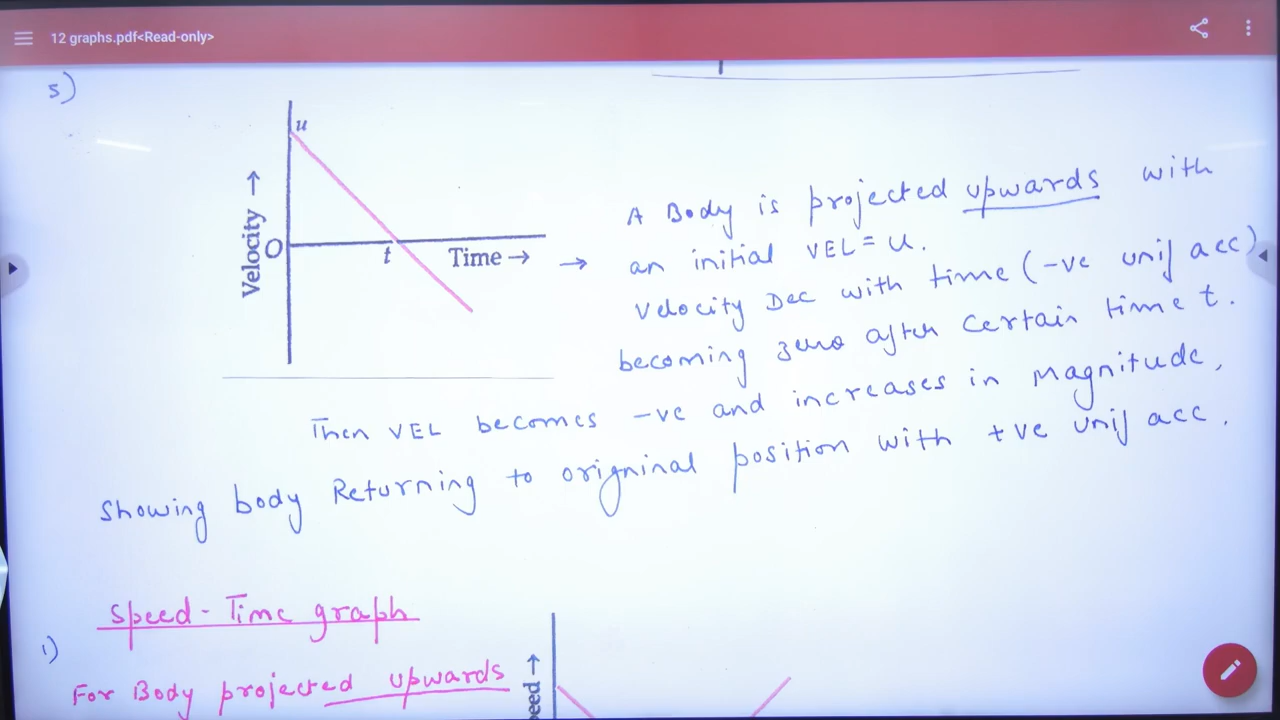 12 graphs.pdf<Read-only>
5)
u
Velocity →
O
t
Time →
→ A Body is projected upwards with
an initial VEL = u.
velocity Dec with time (-ve unif acc)
becoming zero after certain time t.
Then VEL becomes -ve and increases in magnitude,
showing body Returning to origninal position with +ve unif acc.
Speed - Time graph
1)
For Body projected upwards
eed →